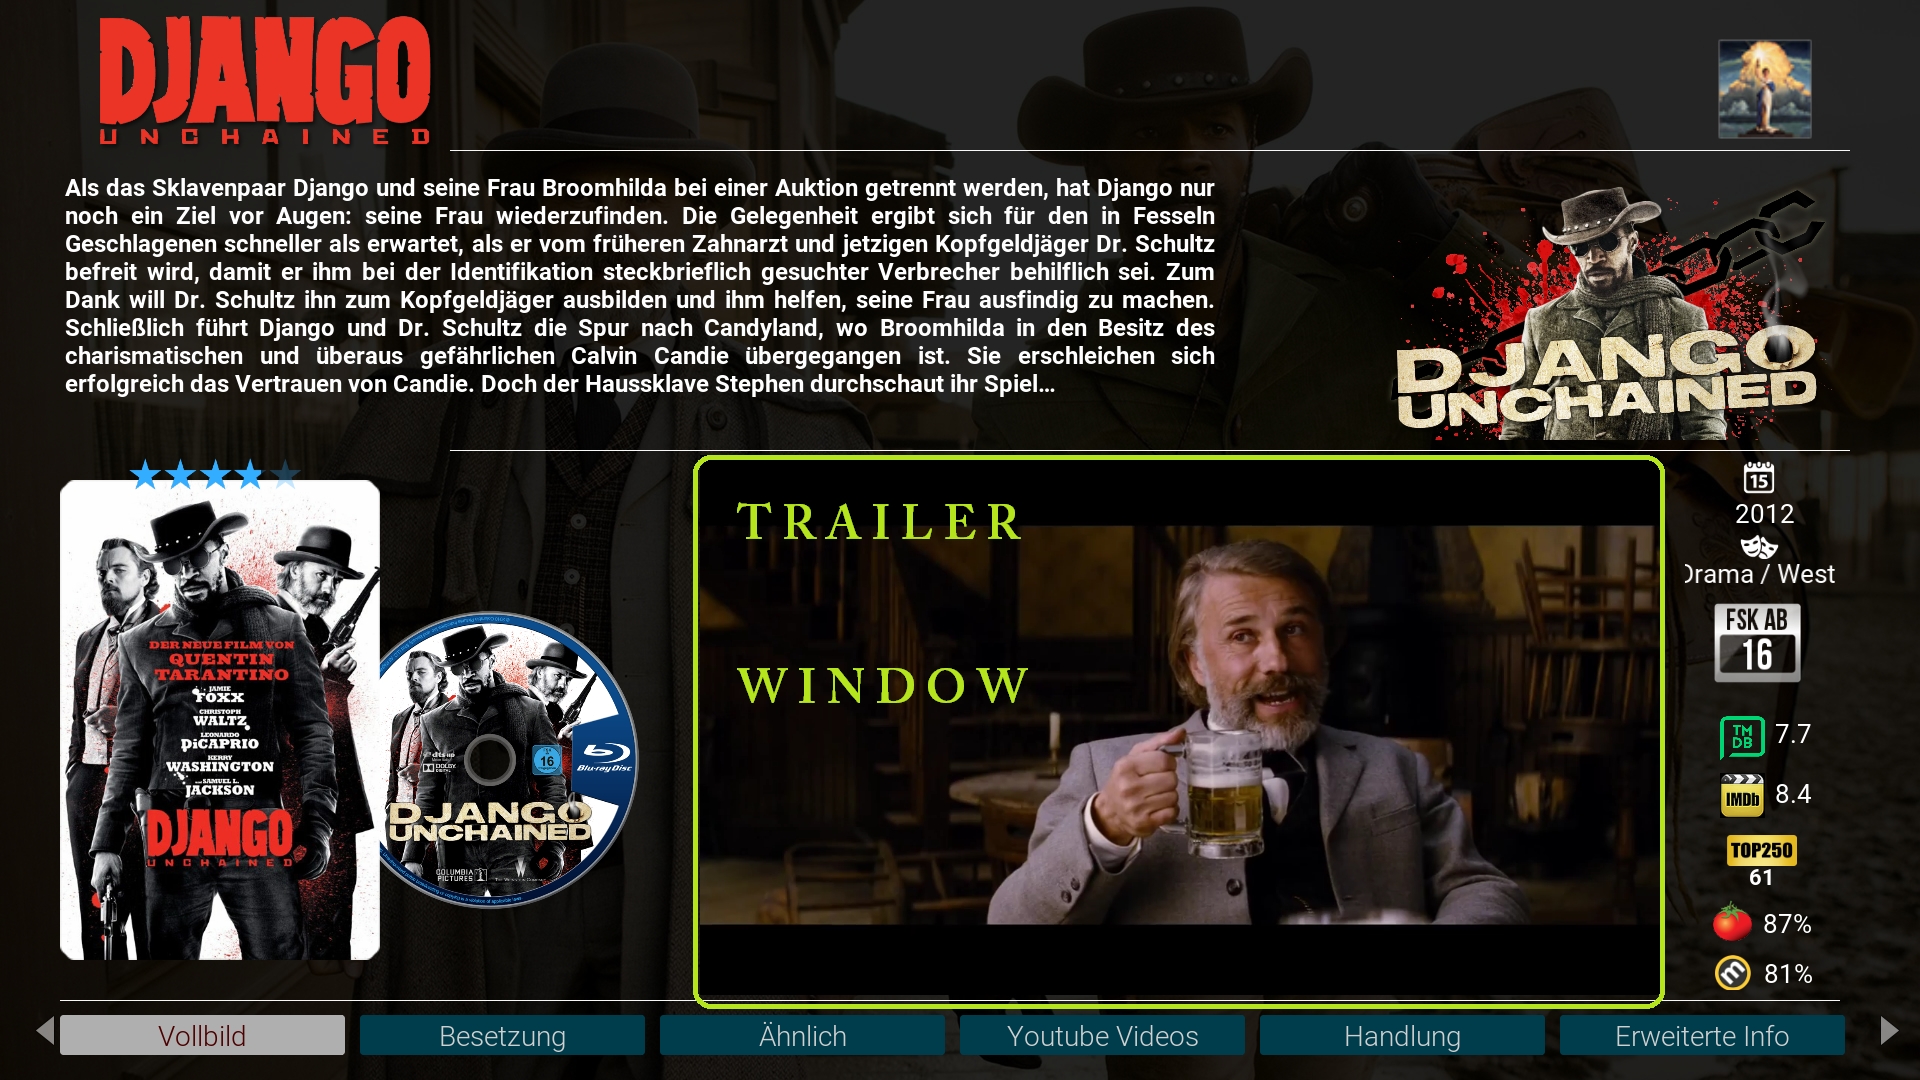 DJANGO
UNCHAINED
Als das Sklavenpaar Django und seine Frau Broomhilda bei einer Auktion getrennt werden, hat Django nur
noch ein Ziel vor Augen: seine Frau wiederzufinden. Die Gelegenheit ergibt sich für den in Fesseln
Geschlagenen schneller als erwartet, als er vom früheren Zahnarzt und jetzigen Kopfgeldjäger Dr. Schultz
befreit wird, damit er ihm bei der Identifikation steckbrieflich gesuchter Verbrecher behilflich sei. Zum
Dank will Dr. Schultz ihn zum Kopfgeldjäger ausbilden und ihm helfen, seine Frau ausfindig zu machen.
Schließlich führt Django und Dr. Schultz die Spur nach Candyland, wo Broomhilda in den Besitz des
charismatischen und überaus gefährlichen Calvin Candie übergegangen ist. Sie erschleichen sich
erfolgreich das Vertrauen von Candie. Doch der Haussklave Stephen durchschaut ihr Spiel...
DJANGO
UNCHAINED
DER NEUE FILM VON
QUENTIN
TARANTINO
JAMIE
FOXX
CHRISTOPH
WALTZ
LEONARDO
DiCAPRIO
KERRY
WASHINGTON
SAMUEL L.
JACKSON
DJANGO
UNCHAINED
16
Blu-ray Disc
DJANGO
UNCHAINED
COLUMBIA
PICTURES
TRAILER
WINDOW
15
2012
Drama / West
FSK AB
16
TMDB 7.7
IMDb 8.4
TOP250
61
87%
m 81%
Vollbild
Besetzung
Ähnlich
Youtube Videos
Handlung
Erweiterte Info